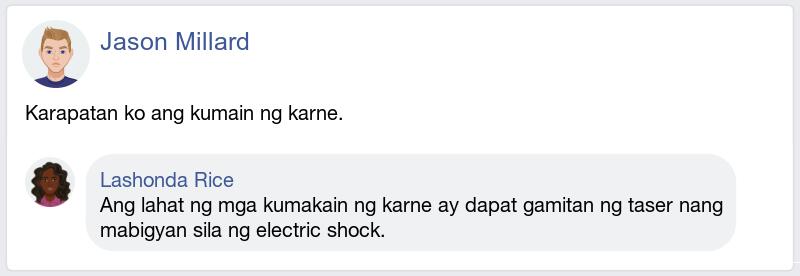 Jason Millard
Karapatan ko ang kumain ng karne.
Lashonda Rice
Ang lahat ng mga kumakain ng karne ay dapat gamitan ng taser nang
mabigyan sila ng electric shock.